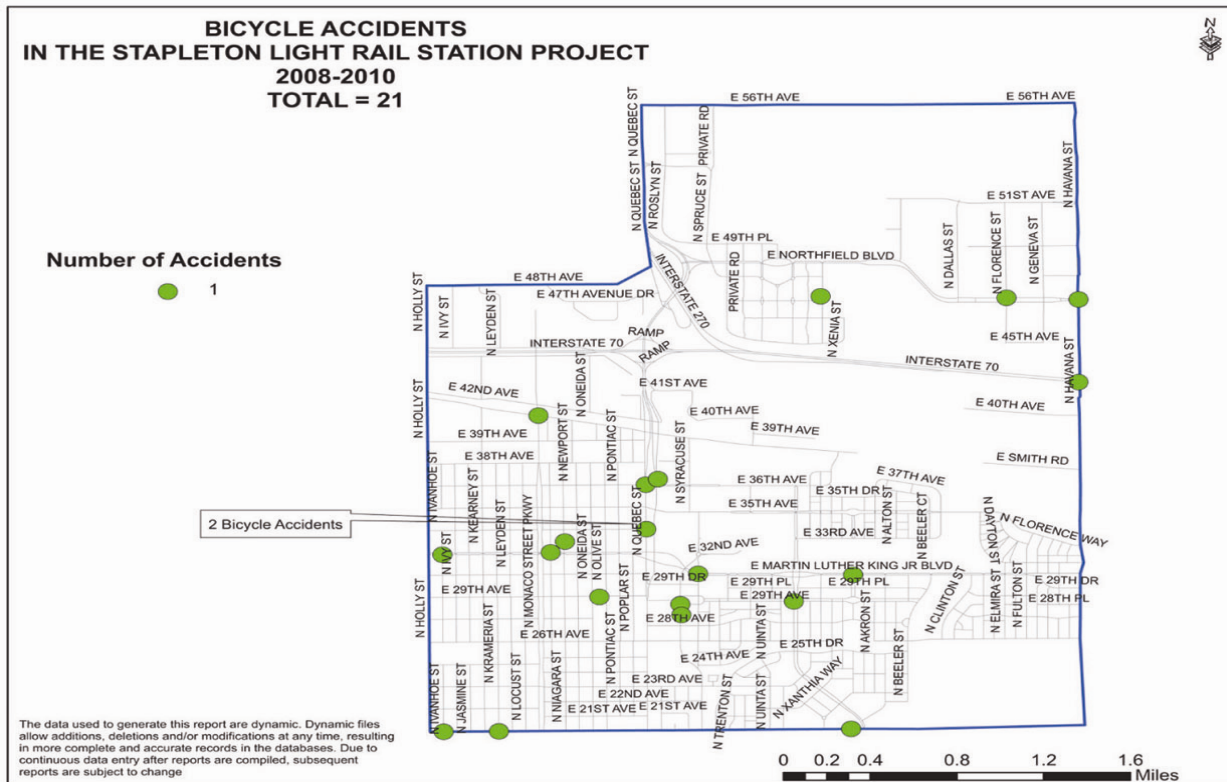 BICYCLE ACCIDENTS
IN THE STAPLETON LIGHT RAIL STATION PROJECT
2008-2010
TOTAL = 21
N
E 56TH AVE
E 56TH AVE
N QUEBEC ST
N QUEBEC ST
N QUEBEC ST
N ROSLYN ST
N SPRUCE ST
PRIVATE RD
N HAVANA ST
E 51ST AVE
E 49TH PL
E NORTHFIELD BLVD
N DALLAS ST
N FLORENCE ST
N GENEVA ST
PRIVATE RD
INTERSTATE 270
Number of Accidents
1
E 48TH AVE
E 47TH AVENUE DR
N HOLLY ST
N IVY ST
N LEYDEN ST
N XENIA ST
E 45TH AVE
RAMP
INTERSTATE 70
RAMP
INTERSTATE 70
N HAVANA ST
N ONEIDA ST
E 41ST AVE
E 42ND AVE
N HOLLY ST
E 40TH AVE
E 40TH AVE
E 39TH AVE
E 39TH AVE
N NEWPORT ST
N PONTIAC ST
N SYRACUSE ST
E 38TH AVE
E SMITH RD
N IVANHOE ST
N KEARNEY ST
E 36TH AVE
E 37TH AVE
E 35TH DR
E 35TH AVE
N ALTON ST
N BEELER CT
N DAYTON ST
N FLORENCE WAY
2 Bicycle Accidents
N QUEBEC ST
E 33RD AVE
E 32ND AVE
N IVY ST
N LEYDEN ST
N MONACO STREET PKWY
N ONEIDA ST
N OLIVE ST
E MARTIN LUTHER KING JR BLVD
E 29TH DR
E 29TH PL
E 29TH PL
E 29TH DR
E 29TH AVE
E 29TH AVE
E 28TH PL
N HOLLY ST
N POPLAR ST
E 28TH AVE
N UINTA ST
N AKRON ST
N CLINTON ST
N ELMIRA ST
N FULTON ST
E 26TH AVE
E 25TH DR
N KRAMERIA ST
N PONTIAC ST
E 24TH AVE
N BEELER ST
E 23RD AVE
N XANTHIA WAY
N IVANHOE ST
N JASMINE ST
N LOCUST ST
N NIAGARA ST
E 22ND AVE
E 21ST AVE
E 21ST AVE
N TRENTON ST
N UINTA ST
The data used to generate this report are dynamic. Dynamic files
allow additions, deletions and/or modifications at any time, resulting
in more complete and accurate records in the databases. Due to
continuous data entry after reports are compiled, subsequent
reports are subject to change
0 0.2 0.4 0.8 1.2 1.6
Miles